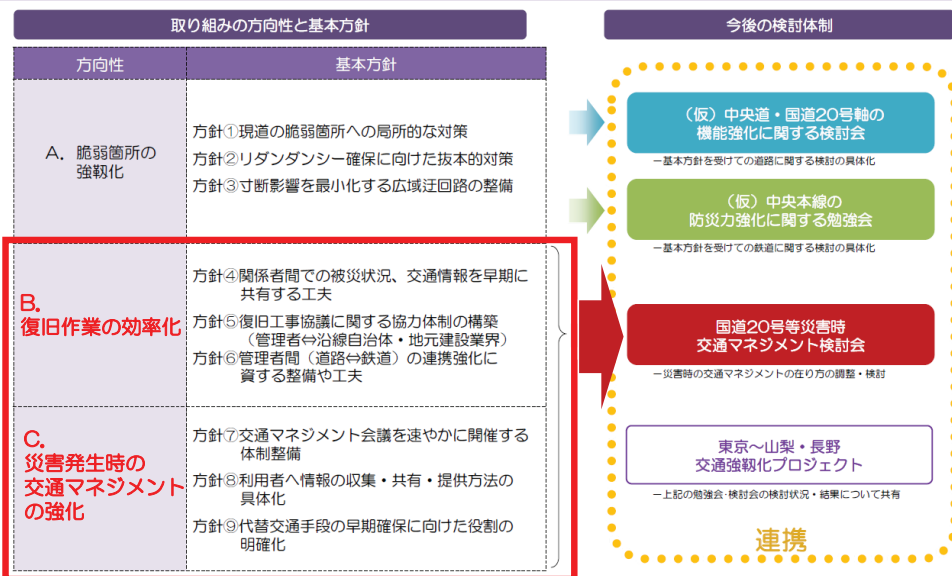 取り組みの方向性と基本方針
方向性
基本方針
A. 脆弱箇所の
強靱化
方針①現道の脆弱箇所への局所的な対策
方針②リダンダンシー確保に向けた抜本的対策
方針③寸断影響を最小化する広域迂回路の整備
B.
復旧作業の効率化
方針④関係者間での被災状況、交通情報を早期に
共有する工夫
方針⑤復旧工事協議に関する協力体制の構築
（管理者⇔沿線自治体・地元建設業界）
方針⑥管理者間（道路⇔鉄道）の連携強化に
資する整備や工夫
C.
災害発生時の
交通マネジメント
の強化
方針⑦交通マネジメント会議を速やかに開催する
体制整備
方針⑧利用者へ情報の収集・共有・提供方法の
具体化
方針⑨代替交通手段の早期確保に向けた役割の
明確化
今後の検討体制
（仮）中央道・国道20号軸の
機能強化に関する検討会
－基本方針を受けての道路に関する検討の具体化
（仮）中央本線の
防災力強化に関する勉強会
－基本方針を受けての鉄道に関する検討の具体化
国道20号等災害時
交通マネジメント検討会
－災害時の交通マネジメントの在り方の調整・検討
東京～山梨・長野
交通強靱化プロジェクト
－上記の勉強会・検討会の検討状況・結果について共有
連携